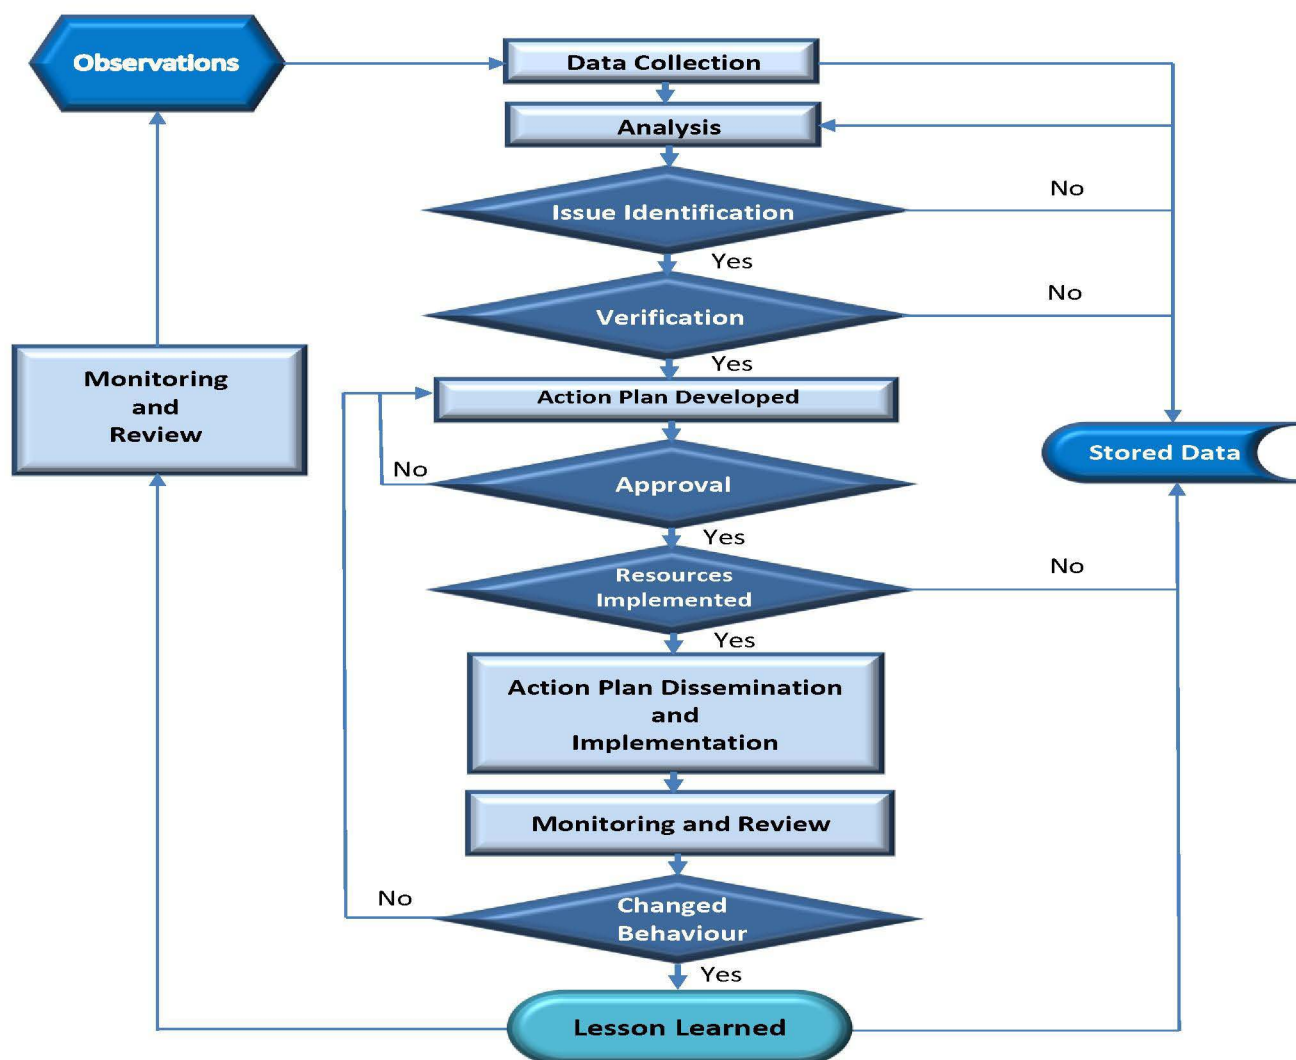 Observations
Data Collection
Analysis
Issue Identification
No
Yes
Verification
No
Yes
Monitoring
and
Review
Action Plan Developed
Stored Data
No
Approval
Yes
Resources
Implemented
No
Yes
Action Plan Dissemination
and
Implementation
Monitoring and Review
No
Changed
Behaviour
Yes
Lesson Learned